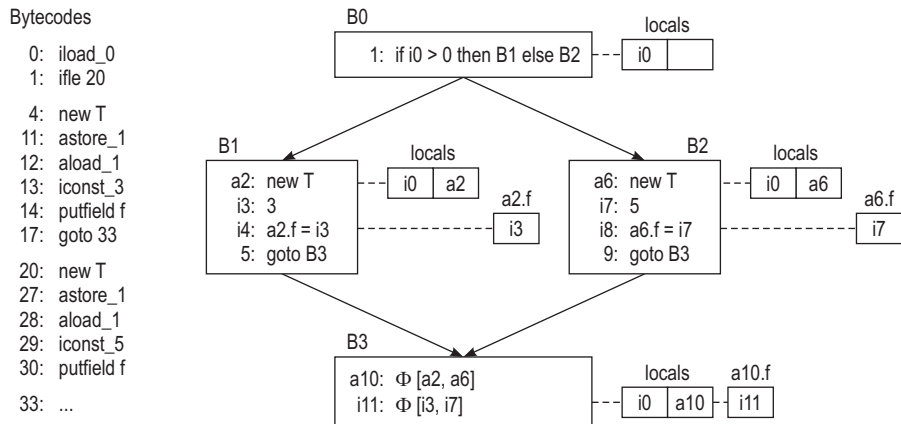 Bytecodes
0: iload_0
1: ifle 20
4: new T
11: astore_1
12: aload_1
13: iconst_3
14: putfield f
17: goto 33
20: new T
27: astore_1
28: aload_1
29: iconst_5
30: putfield f
33: ...
B0
1: if i0 > 0 then B1 else B2
locals
i0
B1
a2: new T
i3: 3
i4: a2.f = i3
5: goto B3
locals
i0 a2
a2.f
i3
B2
a6: new T
i7: 5
i8: a6.f = i7
9: goto B3
locals
i0 a6
a6.f
i7
B3
a10: Φ [a2, a6]
i11: Φ [i3, i7]
locals
i0 a10
a10.f
i11